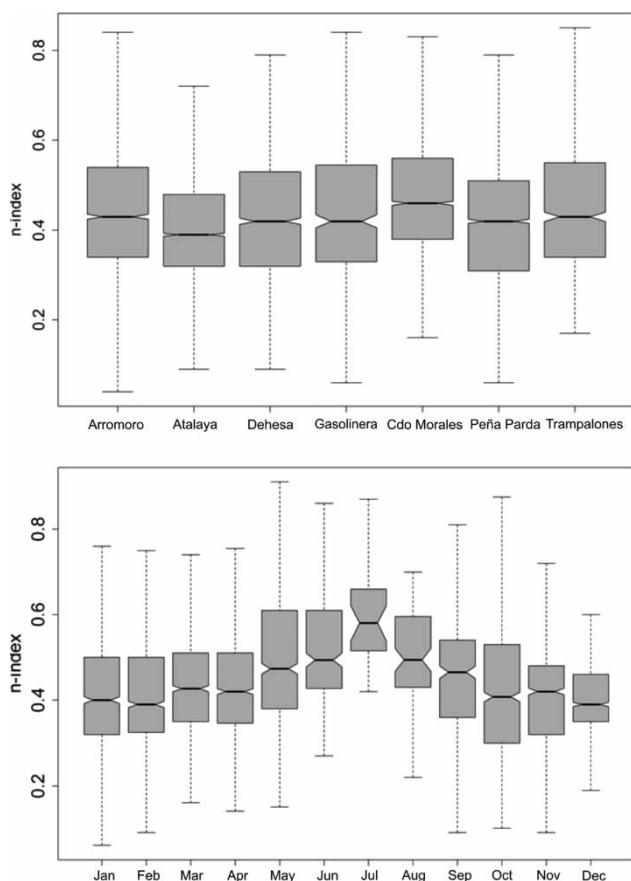 n-index
0.8
0.6
0.4
0.2
Arromoro Atalaya Dehesa Gasolinera Cdo Morales Peña Parda Trampalones
n-index
0.8
0.6
0.4
0.2
Jan Feb Mar Apr May Jun Jul Aug Sep Oct Nov Dec